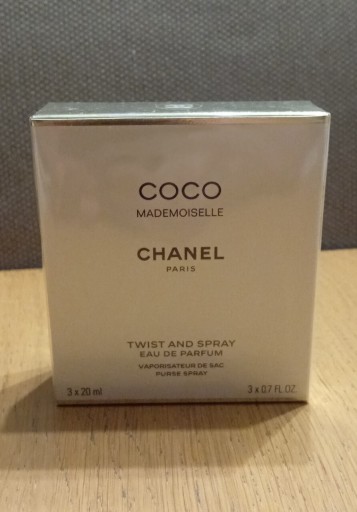 COCO
MADEMOISELLE
CHANEL
PARIS
TWIST AND SPRAY
EAU DE PARFUM
VAPORISATEUR DE SAC
PURSE SPRAY
3 x 20 ml
3 x 0.7 FL. OZ.